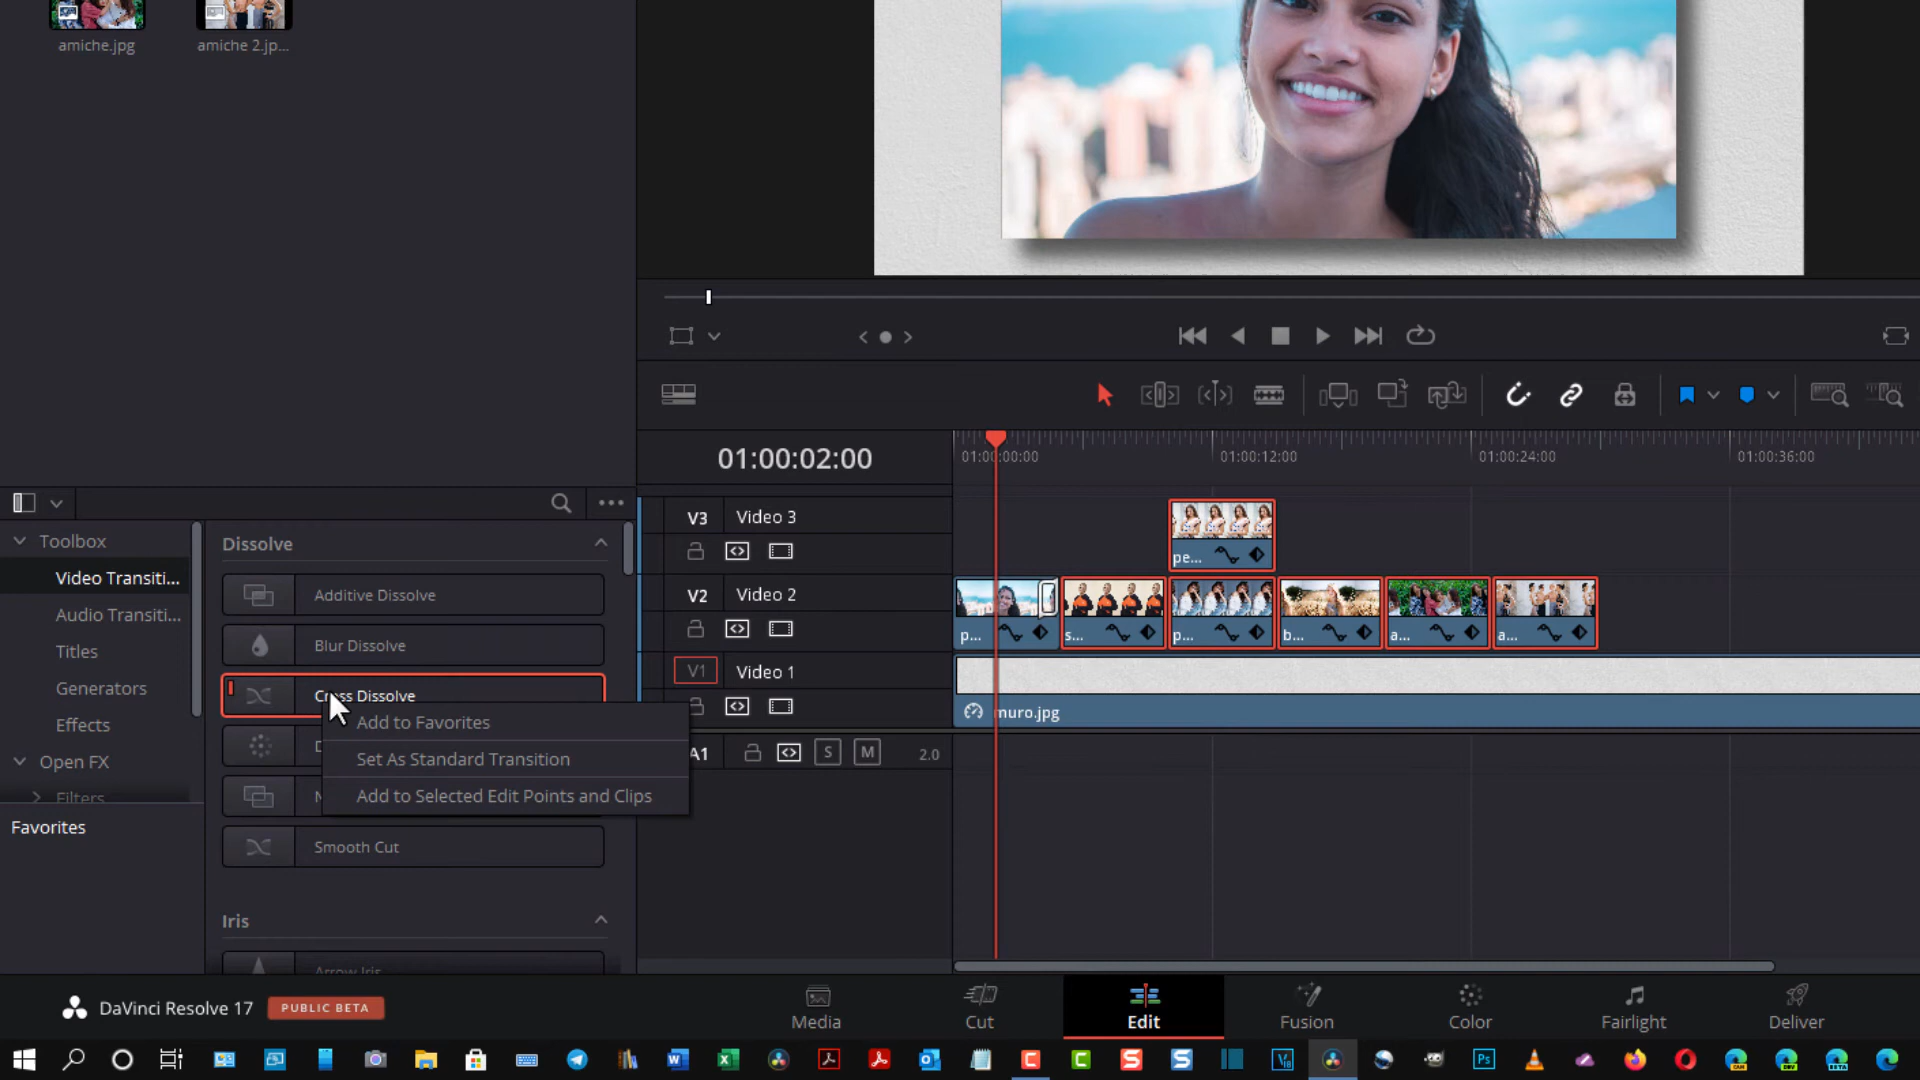 amiche.jpg
amiche 2.jp...
01:00:02:00
01:00:00:00
01:00:12:00
01:00:24:00
01:00:36:00
V3
Video 3
pe...
V2
Video 2
p...
s...
p...
b...
a...
a...
V1
Video 1
muro.jpg
A1
S
M
2.0
Toolbox
Video Transiti...
Audio Transiti...
Titles
Generators
Effects
Open FX
Filters
Favorites
Dissolve
Additive Dissolve
Blur Dissolve
Cross Dissolve
Add to Favorites
Set As Standard Transition
Add to Selected Edit Points and Clips
Smooth Cut
Iris
Arrow Iris
DaVinci Resolve 17
PUBLIC BETA
Media
Cut
Edit
Fusion
Color
Fairlight
Deliver